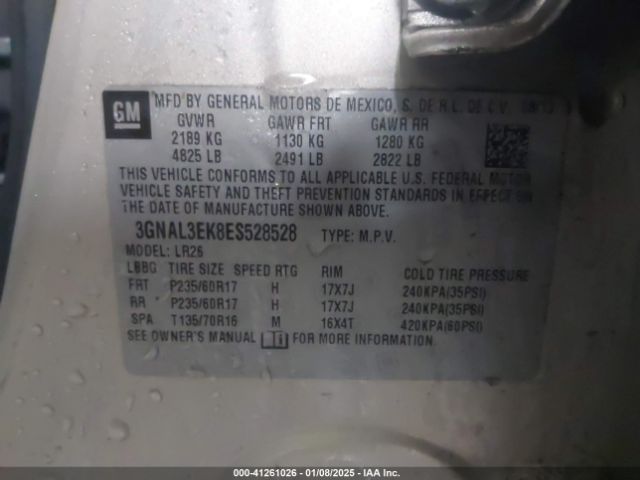 GM
MFD BY GENERAL MOTORS DE MEXICO, S. DE R.L. DE C.V.
GVWR GAWR FRT GAWR RR
2189 KG 1130 KG 1280 KG
4825 LB 2491 LB 2822 LB
THIS VEHICLE CONFORMS TO ALL APPLICABLE U.S. FEDERAL MOTOR
VEHICLE SAFETY AND THEFT PREVENTION STANDARDS IN EFFECT ON
THE DATE OF MANUFACTURE SHOWN ABOVE.
3GNAL3EK8ES528528 TYPE: M.P.V.
MODEL: LR26
LBBG TIRE SIZE SPEED RTG RIM COLD TIRE PRESSURE
FRT P235/60R17 H 17X7J 240KPA(35PSI)
RR P235/60R17 H 17X7J 240KPA(35PSI)
SPA T135/70R16 M 16X4T 420KPA(60PSI)
SEE OWNER'S MANUAL FOR MORE INFORMATION.
000-41261026 - 01/08/2025 - IAA Inc.